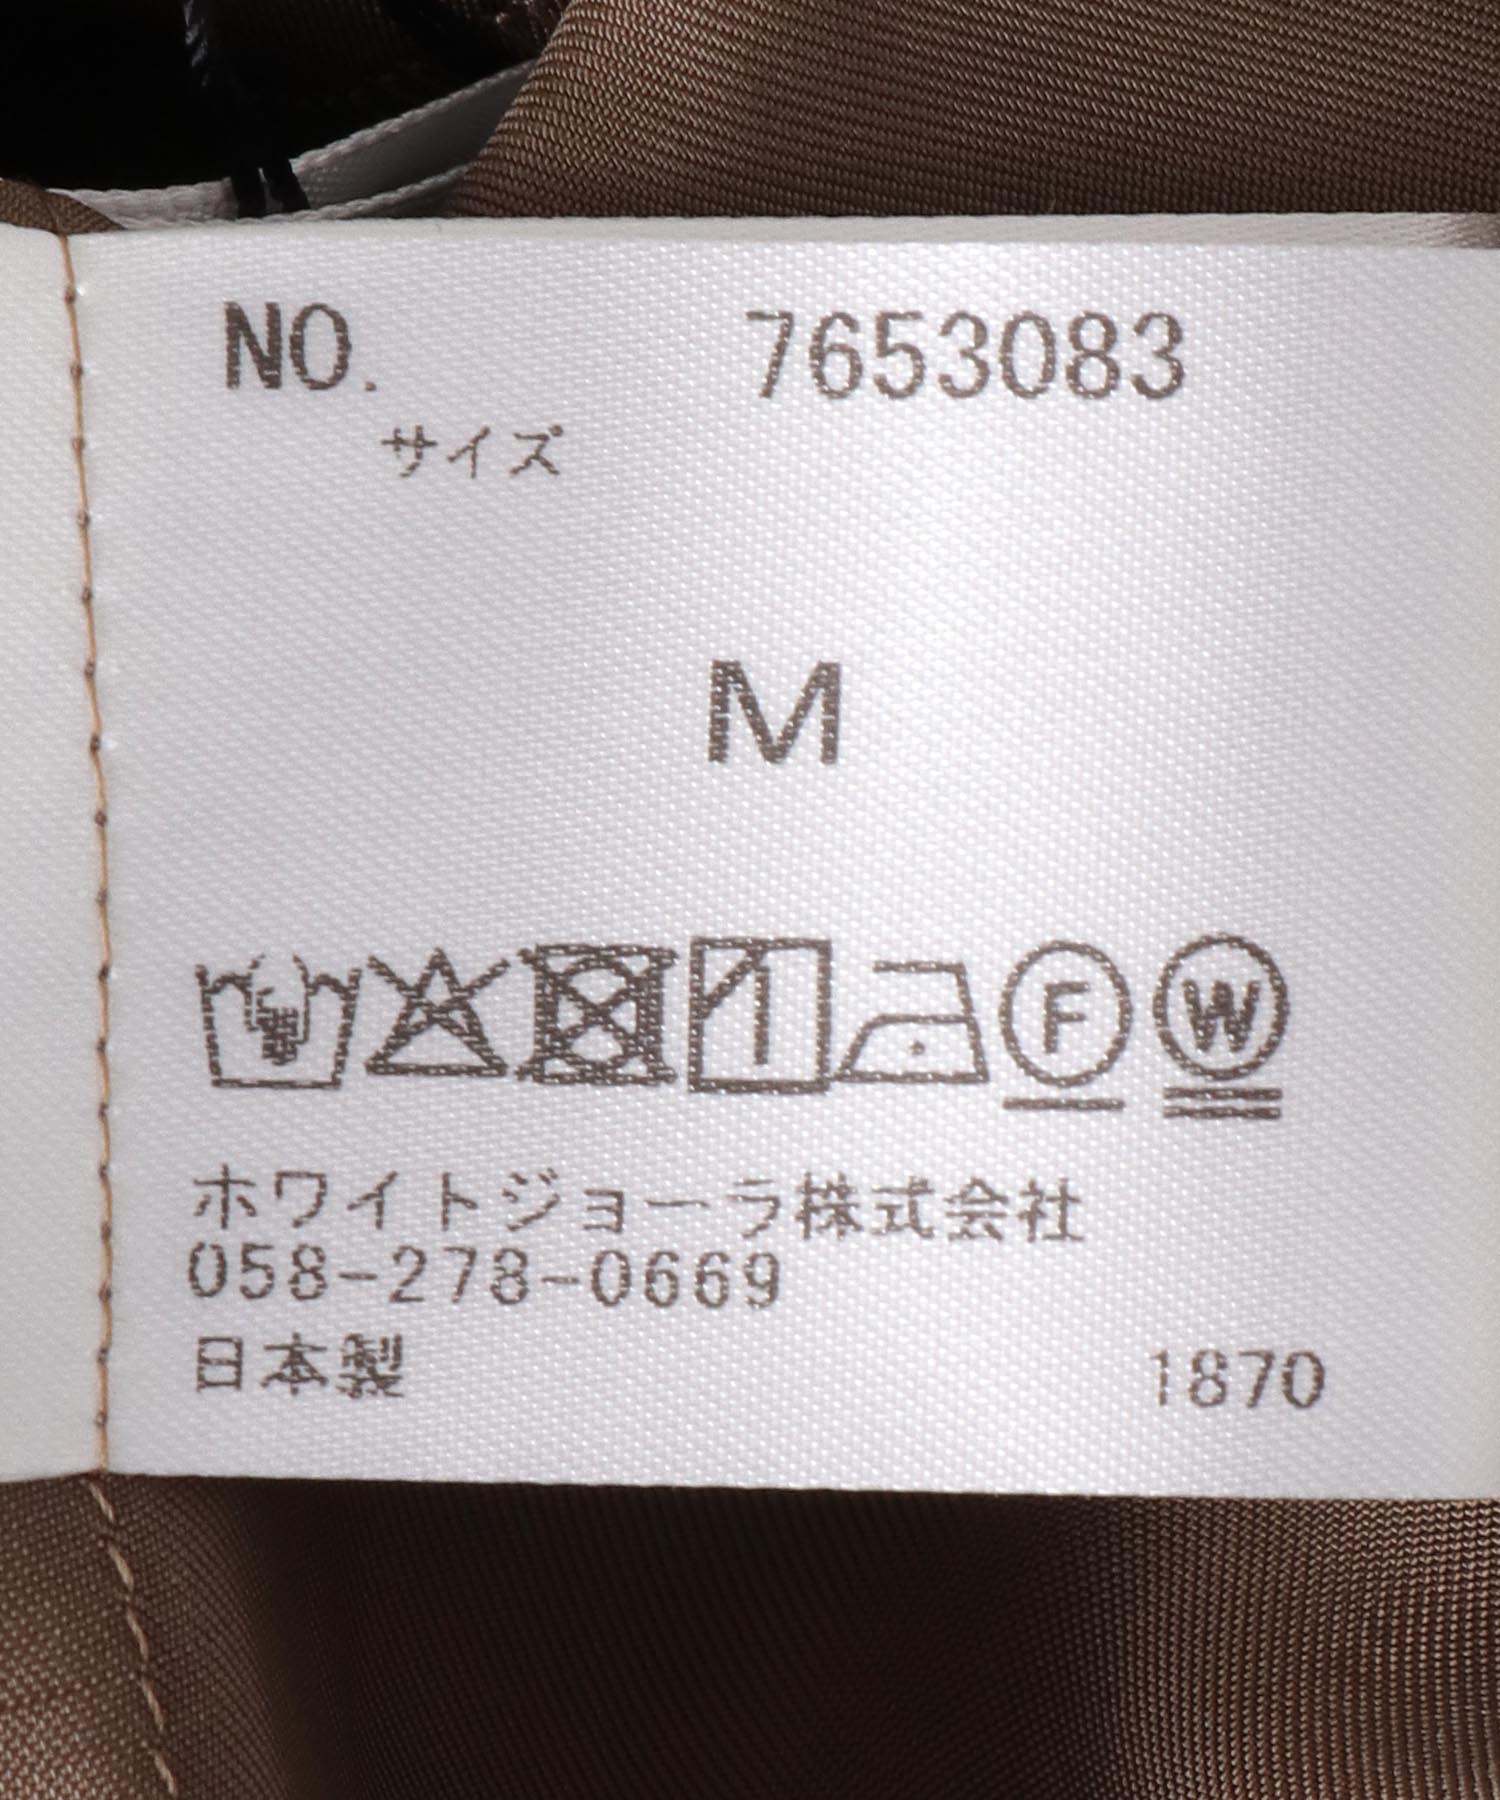 NO. 7653083
サイズ
M
F W
ホワイトジョーラ株式会社
058-278-0669
日本製 1870